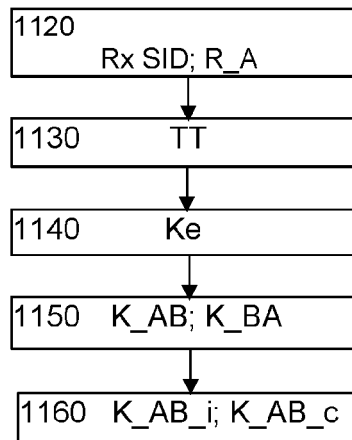 1120
Rx SID; R_A
1130 TT
1140 Ke
1150 K_AB; K_BA
1160 K_AB_i; K_AB_c